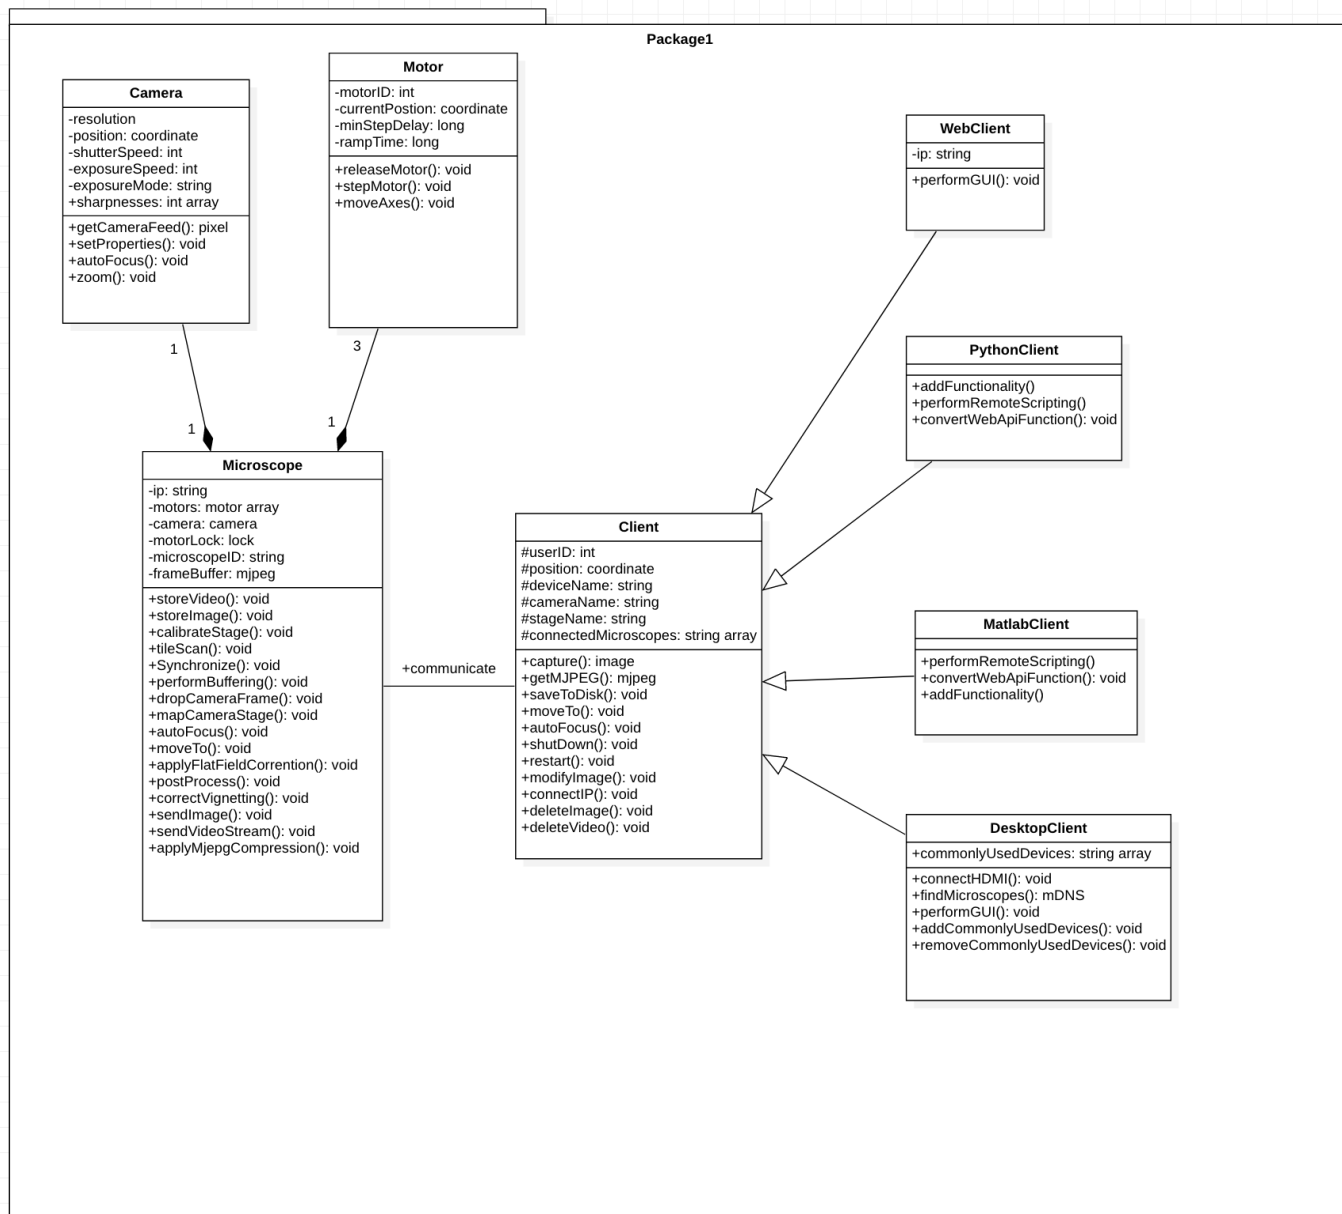 Package1
Camera
-resolution
-position: coordinate
-shutterSpeed: int
-exposureSpeed: int
-exposureMode: string
+sharpnesses: int array
+getCameraFeed(): pixel
+setProperties(): void
+autoFocus(): void
+zoom(): void
Motor
-motorID: int
-currentPostion: coordinate
-minStepDelay: long
-rampTime: long
+releaseMotor(): void
+stepMotor(): void
+moveAxes(): void
1
1
3
1
Microscope
-ip: string
-motors: motor array
-camera: camera
-motorLock: lock
-microscopeID: string
-frameBuffer: mjpeg
+storeVideo(): void
+storeImage(): void
+calibrateStage(): void
+tileScan(): void
+Synchronize(): void
+performBuffering(): void
+dropCameraFrame(): void
+mapCameraStage(): void
+autoFocus(): void
+moveTo(): void
+applyFlatFieldCorrention(): void
+postProcess(): void
+correctVignetting(): void
+sendImage(): void
+sendVideoStream(): void
+applyMjepgCompression(): void
+communicate
Client
#userID: int
#position: coordinate
#deviceName: string
#cameraName: string
#stageName: string
#connectedMicroscopes: string array
+capture(): image
+getMJPEG(): mjpeg
+saveToDisk(): void
+moveTo(): void
+autoFocus(): void
+shutDown(): void
+restart(): void
+modifyImage(): void
+connectIP(): void
+deleteImage(): void
+deleteVideo(): void
WebClient
-ip: string
+performGUI(): void
PythonClient
+addFunctionality()
+performRemoteScripting()
+convertWebApiFunction(): void
MatlabClient
+performRemoteScripting()
+convertWebApiFunction(): void
+addFunctionality()
DesktopClient
+commonlyUsedDevices: string array
+connectHDMI(): void
+findMicroscopes(): mDNS
+performGUI(): void
+addCommonlyUsedDevices(): void
+removeCommonlyUsedDevices(): void